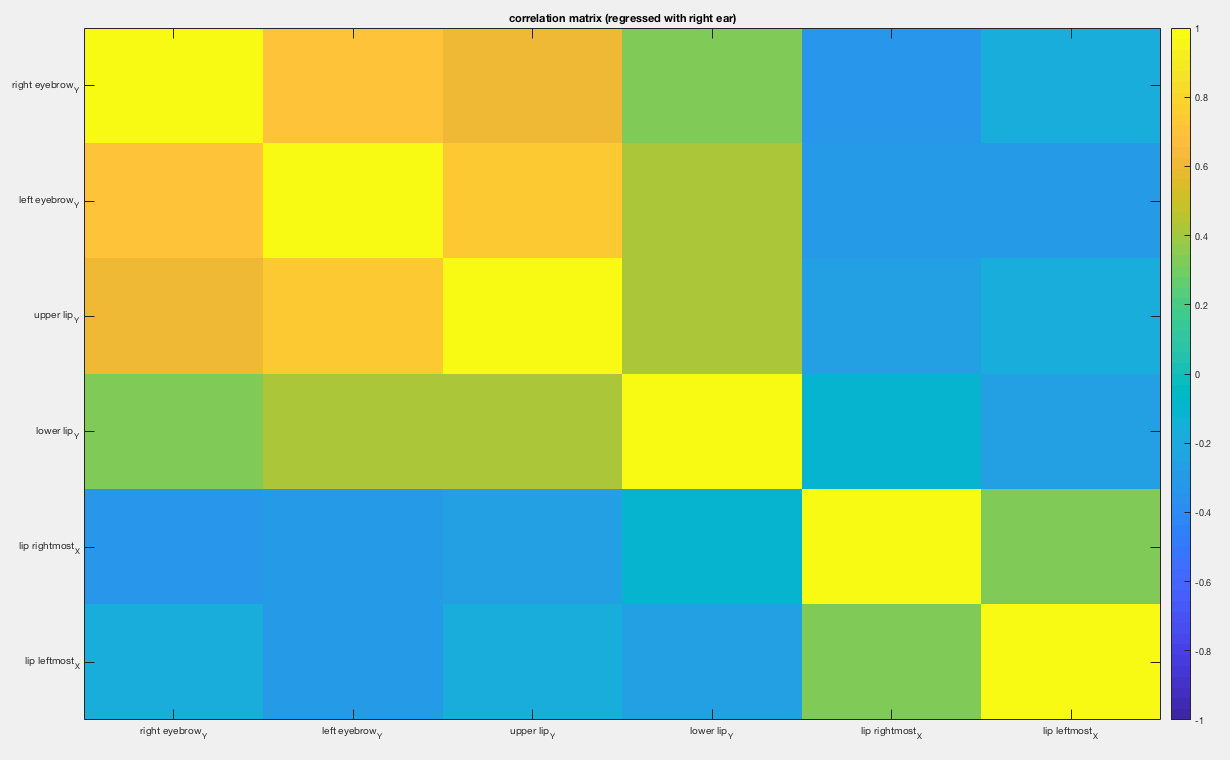 correlation matrix (regressed with right ear)
right eyebrow_Y
left eyebrow_Y
upper lip_Y
lower lip_Y
lip rightmost_X
lip leftmost_X
right eyebrow_Y left eyebrow_Y upper lip_Y lower lip_Y lip rightmost_X lip leftmost_X
1
0.8
0.6
0.4
0.2
0
-0.2
-0.4
-0.6
-0.8
-1